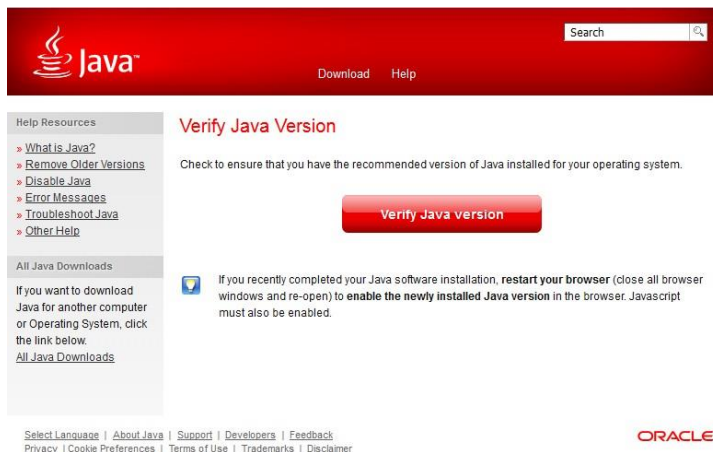 Search
Java™
Download Help
Help Resources
» What is Java?
» Remove Older Versions
» Disable Java
» Error Messages
» Troubleshoot Java
» Other Help
All Java Downloads
If you want to download
Java for another computer
or Operating System, click
the link below.
All Java Downloads
Verify Java Version
Check to ensure that you have the recommended version of Java installed for your operating system.
Verify Java version
If you recently completed your Java software installation, restart your browser (close all browser
windows and re-open) to enable the newly installed Java version in the browser. Javascript
must also be enabled.
Select Language | About Java | Support | Developers | Feedback
Privacy | Cookie Preferences | Terms of Use | Trademarks | Disclaimer
ORACLE